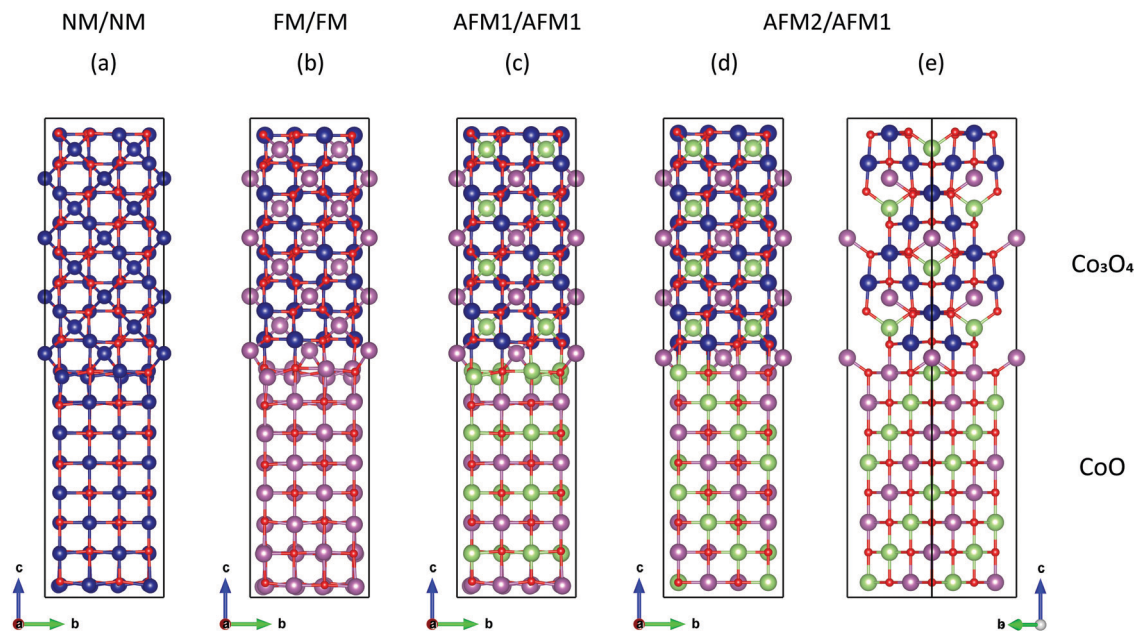 NM/NM FM/FM AFM1/AFM1 AFM2/AFM1
(a) (b) (c) (d) (e)
Co₃O₄
CoO
c c c c c
a b a b a b a b b